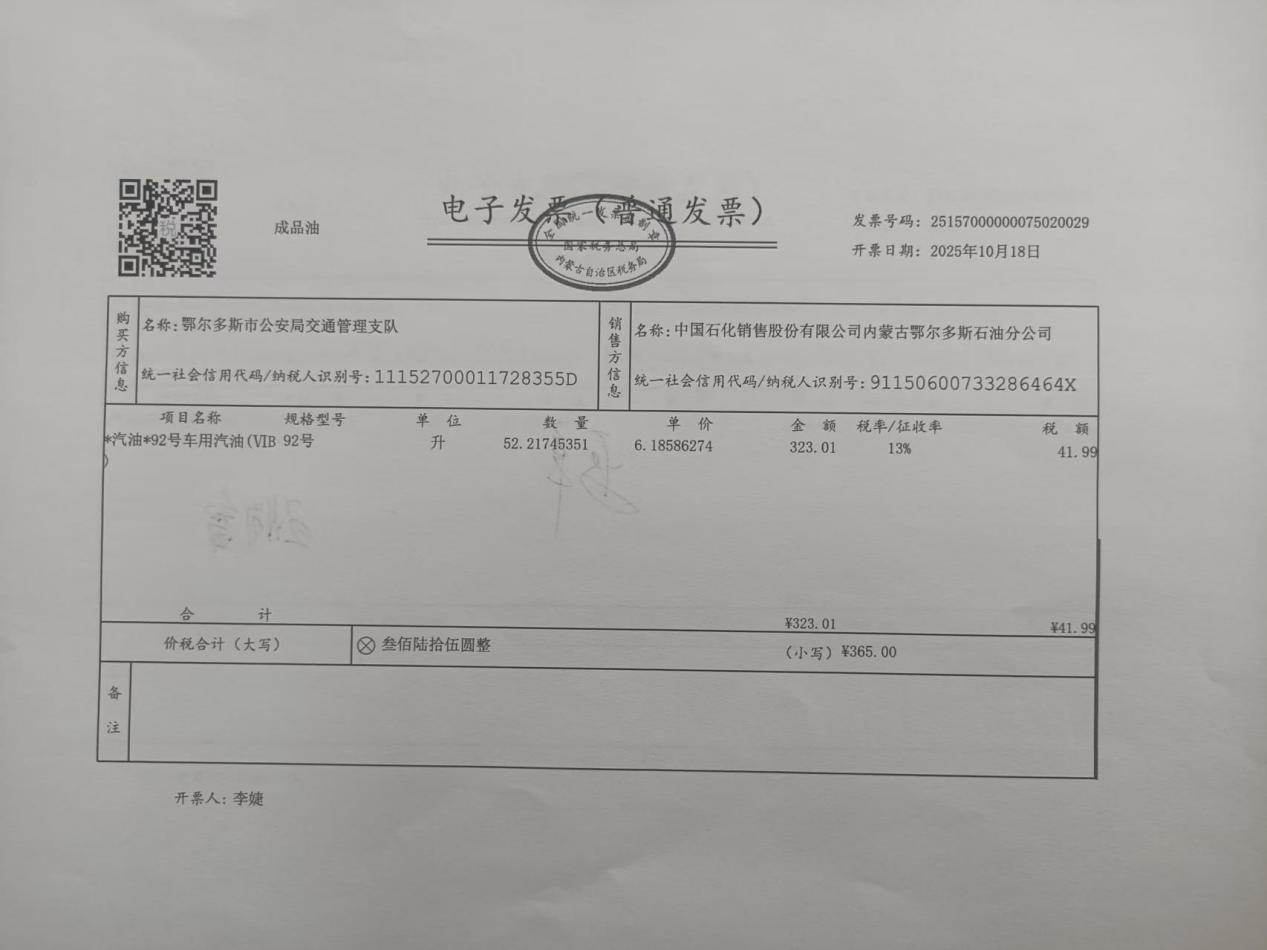 税
成品油
电子发票（普通发票）
全国统一发票监制章
国家税务总局
内蒙古自治区税务局
发票号码：25157000000075020029
开票日期：2025年10月18日
购买方信息
名称：鄂尔多斯市公安局交通管理支队
统一社会信用代码/纳税人识别号：11152700011728355D
销售方信息
名称：中国石化销售股份有限公司内蒙古鄂尔多斯石油分公司
统一社会信用代码/纳税人识别号：91150600733286464X
项目名称 规格型号 单位 数量 单价 金额 税率/征收率 税额
*汽油*92号车用汽油(VIB 92号 升 52.21745351 6.18586274 323.01 13% 41.99
)
合计 ¥323.01 ¥41.99
价税合计（大写） ⊗叁佰陆拾伍圆整 （小写）¥365.00
备注
开票人：李婕